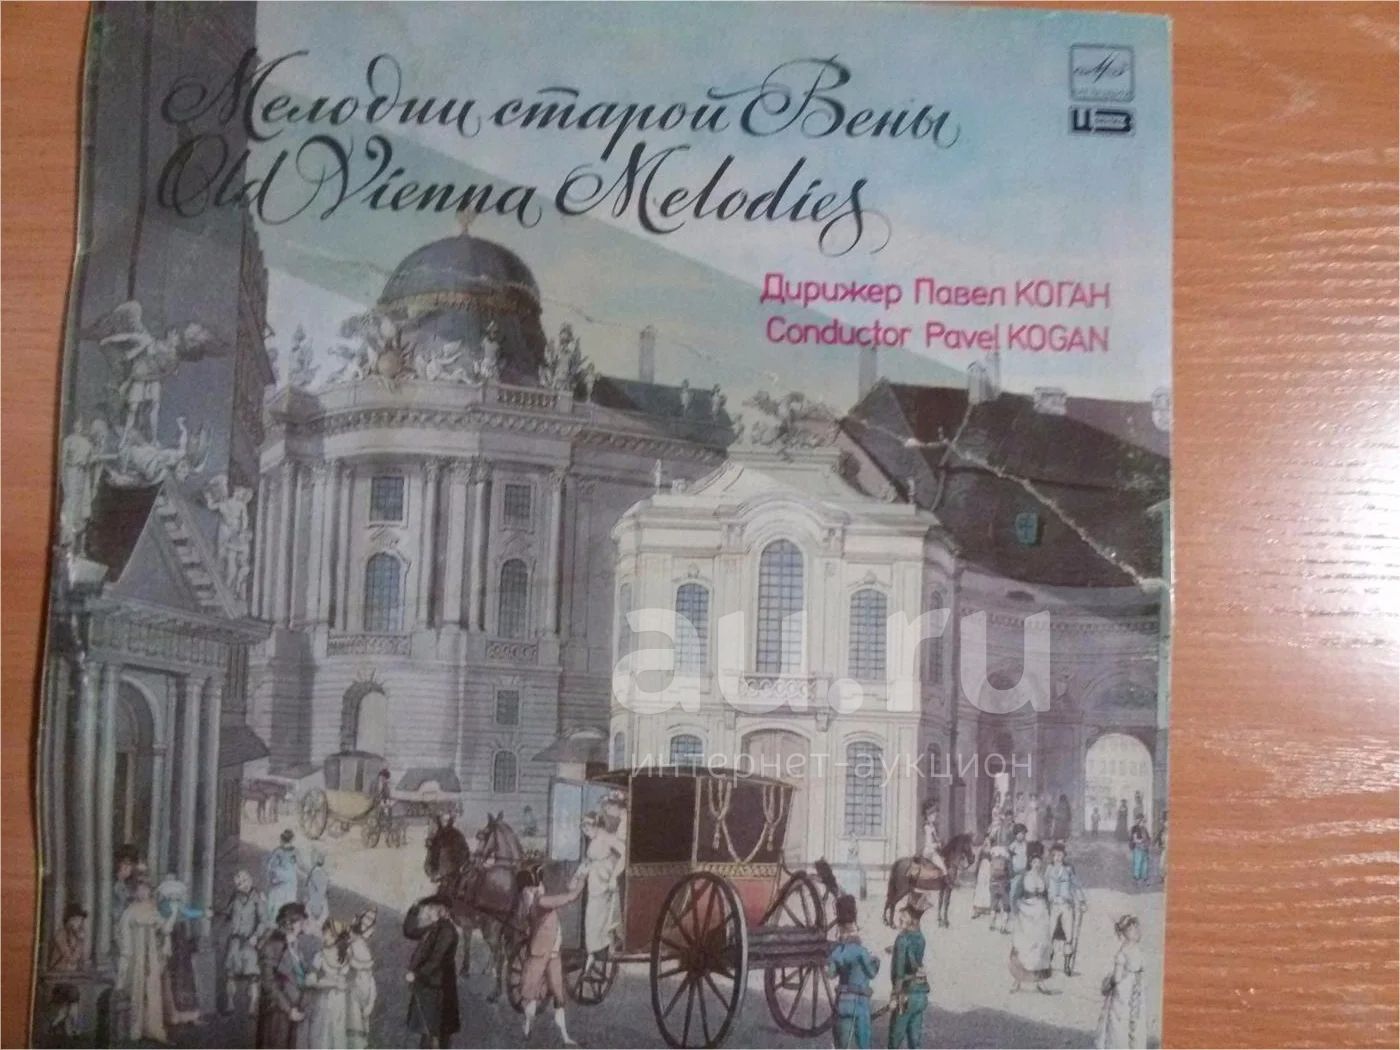 Мелодии старой Вены
Old Vienna Melodies
Дирижер Павел КОГАН
Conductor Pavel KOGAN
au.ru
интернет-аукцион